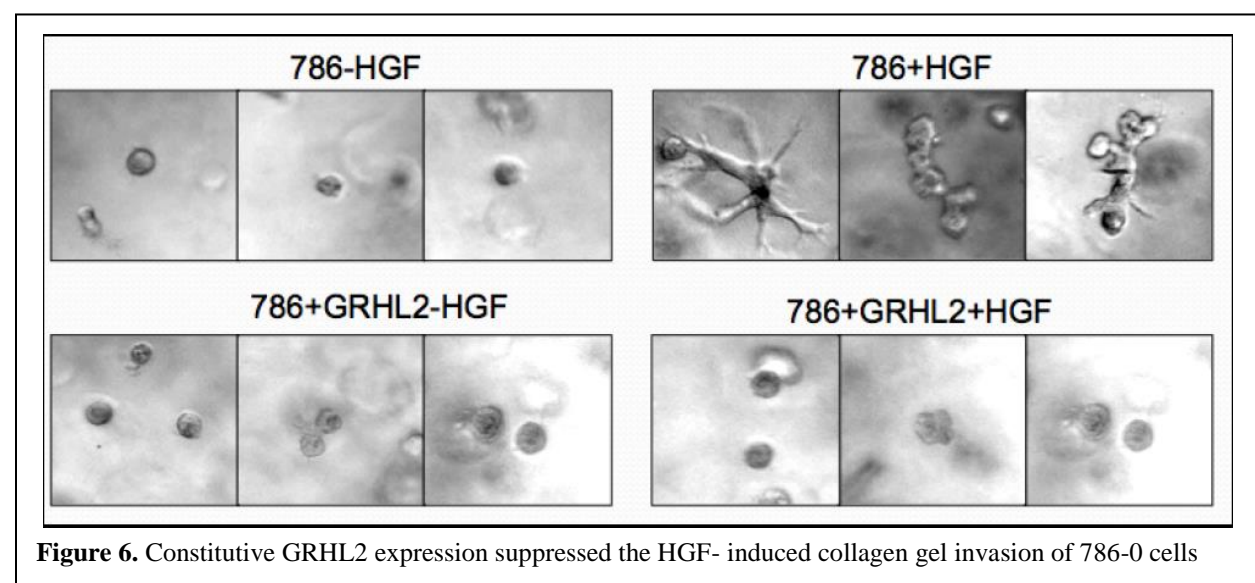 786-HGF
786+HGF
786+GRHL2-HGF
786+GRHL2+HGF
Figure 6. Constitutive GRHL2 expression suppressed the HGF- induced collagen gel invasion of 786-0 cells